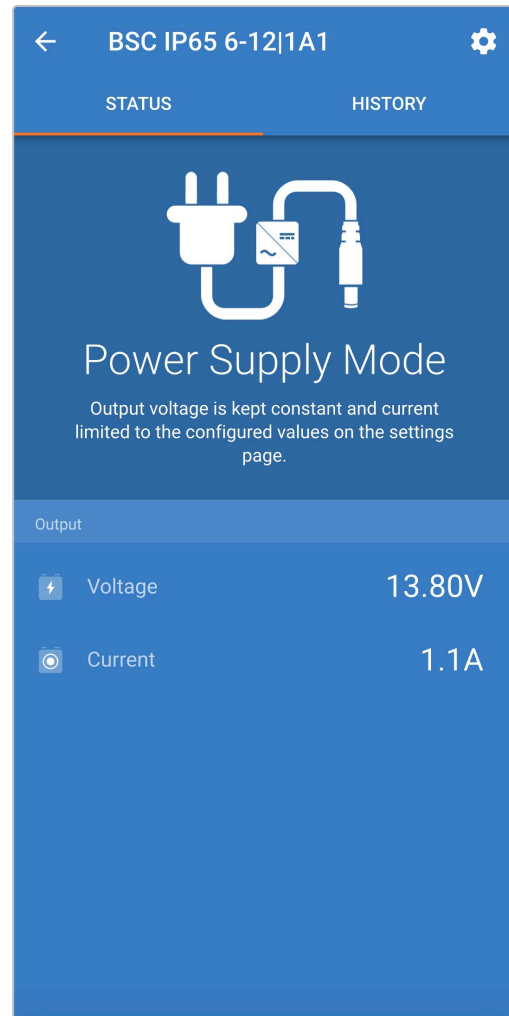 BSC IP65 6-12|1A1
STATUS
HISTORY
Power Supply Mode
Output voltage is kept constant and current
limited to the configured values on the settings
page.
Output
Voltage
13.80V
Current
1.1A